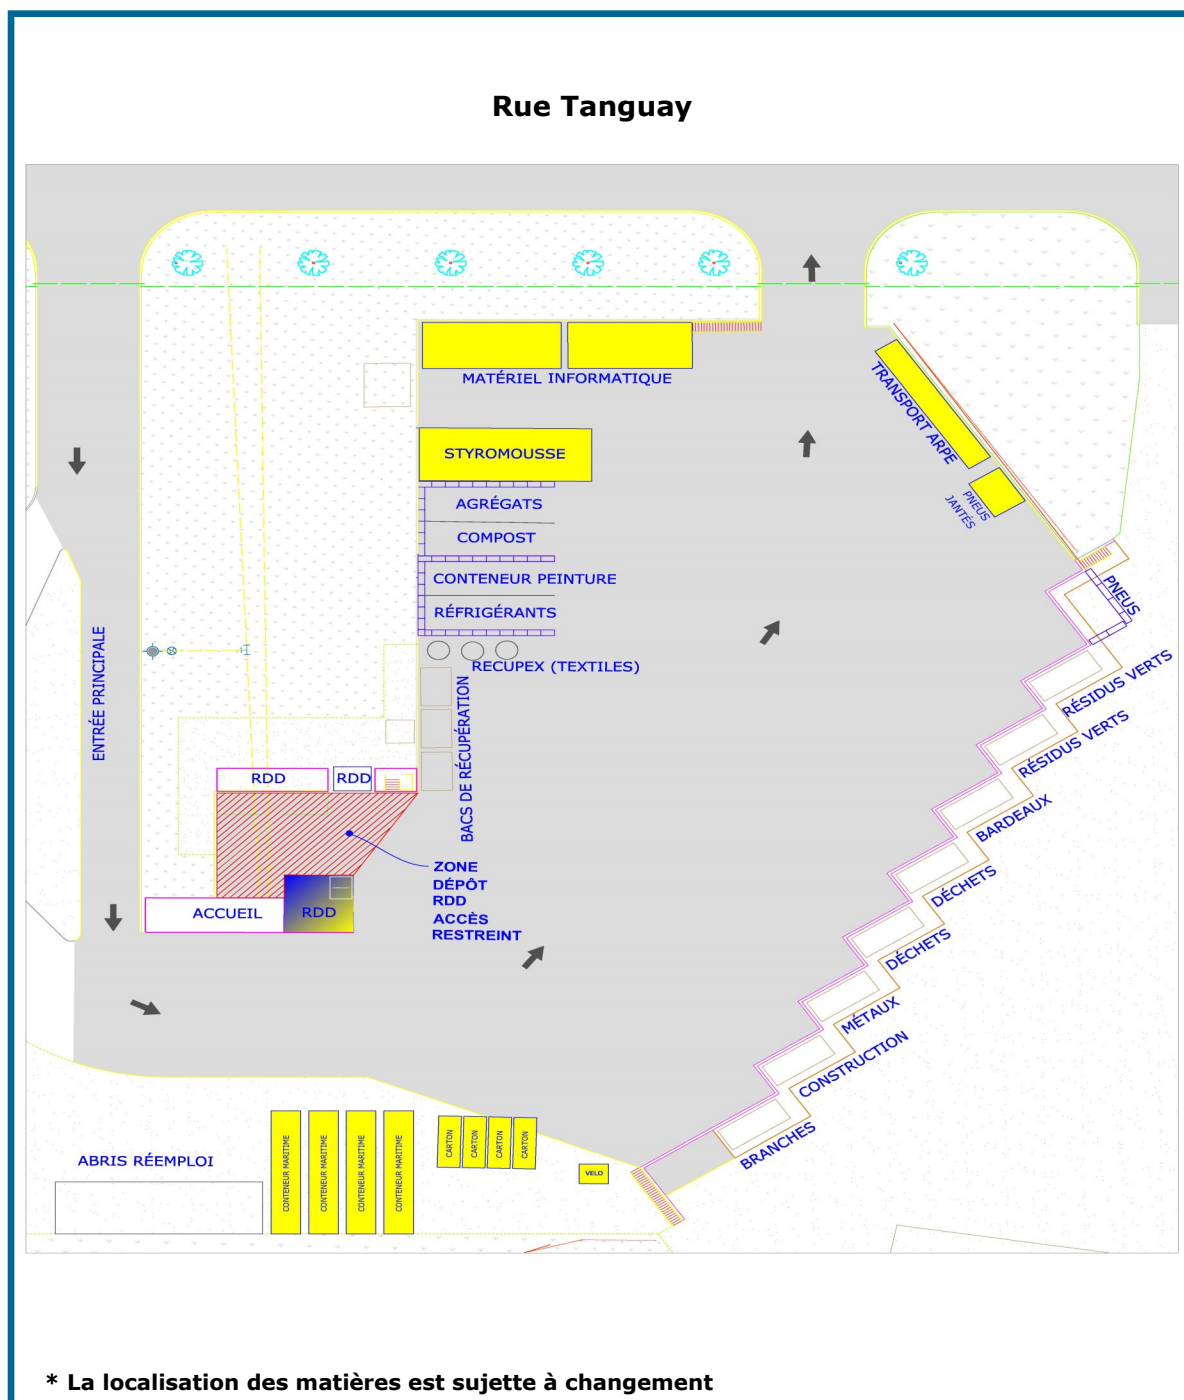 Rue Tanguay
MATÉRIEL INFORMATIQUE
TRANSPORT ARPE
STYROMOUSSE
PNEUS
JANTÉS
AGRÉGATS
COMPOST
CONTENEUR PEINTURE
RÉFRIGÉRANTS
PNEUS
RECUPEX (TEXTILES)
ENTRÉE PRINCIPALE
BACS DE RÉCUPÉRATION
RÉSIDUS VERTS
RÉSIDUS VERTS
BARDEAUX
DÉCHETS
DÉCHETS
MÉTAUX
CONSTRUCTION
BRANCHES
RDD
RDD
ZONE
DÉPÔT
RDD
ACCÈS
RESTREINT
ACCUEIL
RDD
ABRIS RÉEMPLOI
CONTENEUR MARITIME
CONTENEUR MARITIME
CONTENEUR MARITIME
CONTENEUR MARITIME
CARTON
CARTON
CARTON
CARTON
VELO
* La localisation des matières est sujette à changement